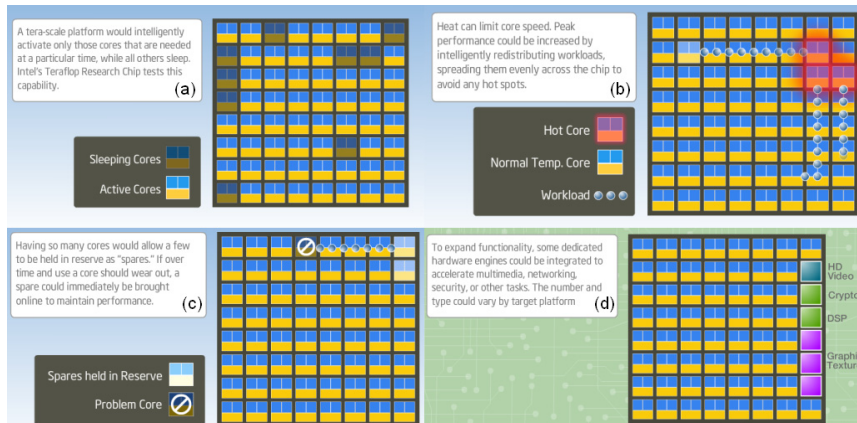 A tera-scale platform would intelligently
activate only those cores that are needed
at a particular time, while all others sleep.
Intel's Teraflop Research Chip tests this
capability.
(a)
Sleeping Cores
Active Cores
Heat can limit core speed. Peak
performance could be increased by
intelligently redistributing workloads,
spreading them evenly across the chip to
avoid any hot spots.
(b)
Hot Core
Normal Temp. Core
Workload
Having so many cores would allow a few
to be held in reserve as "spares." If over
time and use a core should wear out, a
spare could immediately be brought
online to maintain performance.
(c)
Spares held in Reserve
Problem Core
To expand functionality, some dedicated
hardware engines could be integrated to
accelerate multimedia, networking,
security, or other tasks. The number and
type could vary by target platform
(d)
HD
Video
Crypto
DSP
Graphi
Texture